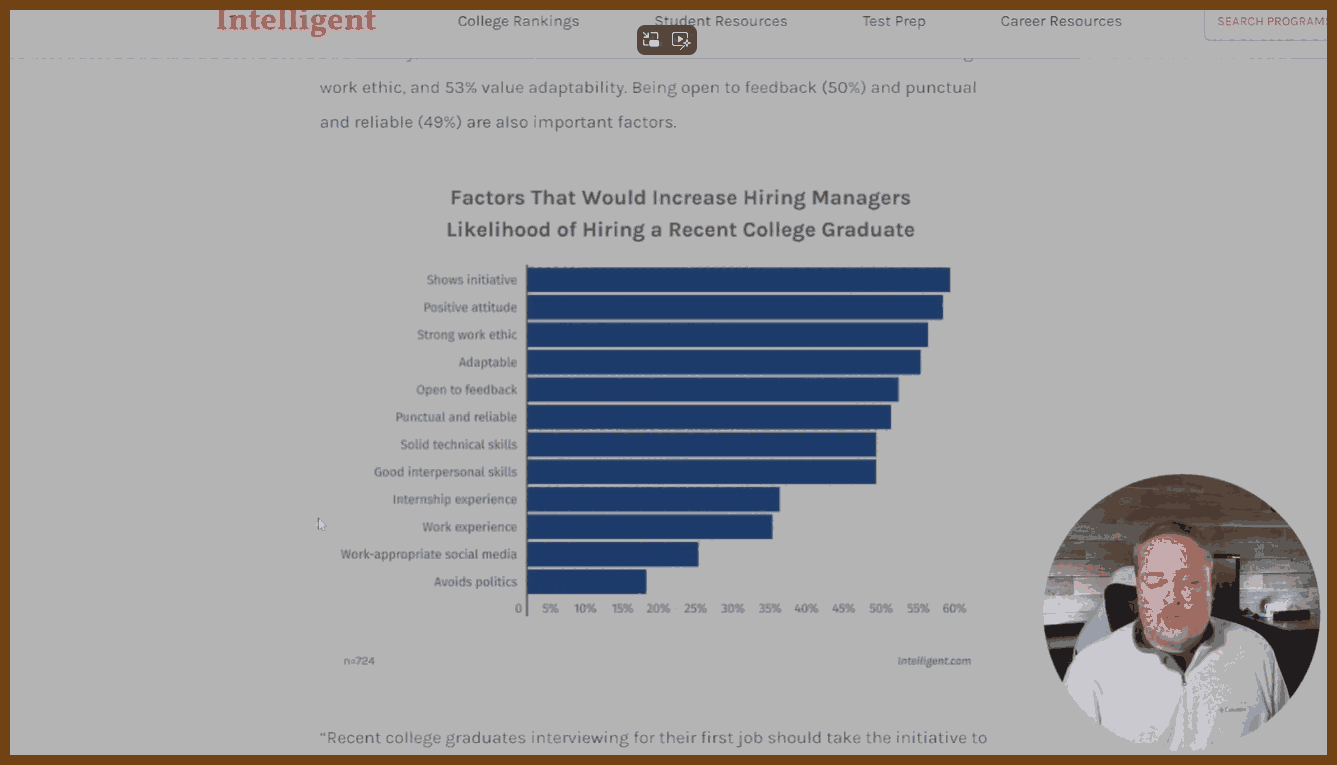 Intelligent
College Rankings
Student Resources
Test Prep
Career Resources
SEARCH PROGRAMS
work ethic, and 53% value adaptability. Being open to feedback (50%) and punctual
and reliable (49%) are also important factors.
Factors That Would Increase Hiring Managers
Likelihood of Hiring a Recent College Graduate
Shows initiative
Positive attitude
Strong work ethic
Adaptable
Open to feedback
Punctual and reliable
Solid technical skills
Good interpersonal skills
Internship experience
Work experience
Work-appropriate social media
Avoids politics
0 5% 10% 15% 20% 25% 30% 35% 40% 45% 50% 55% 60%
n=724
Intelligent.com
“Recent college graduates interviewing for their first job should take the initiative to